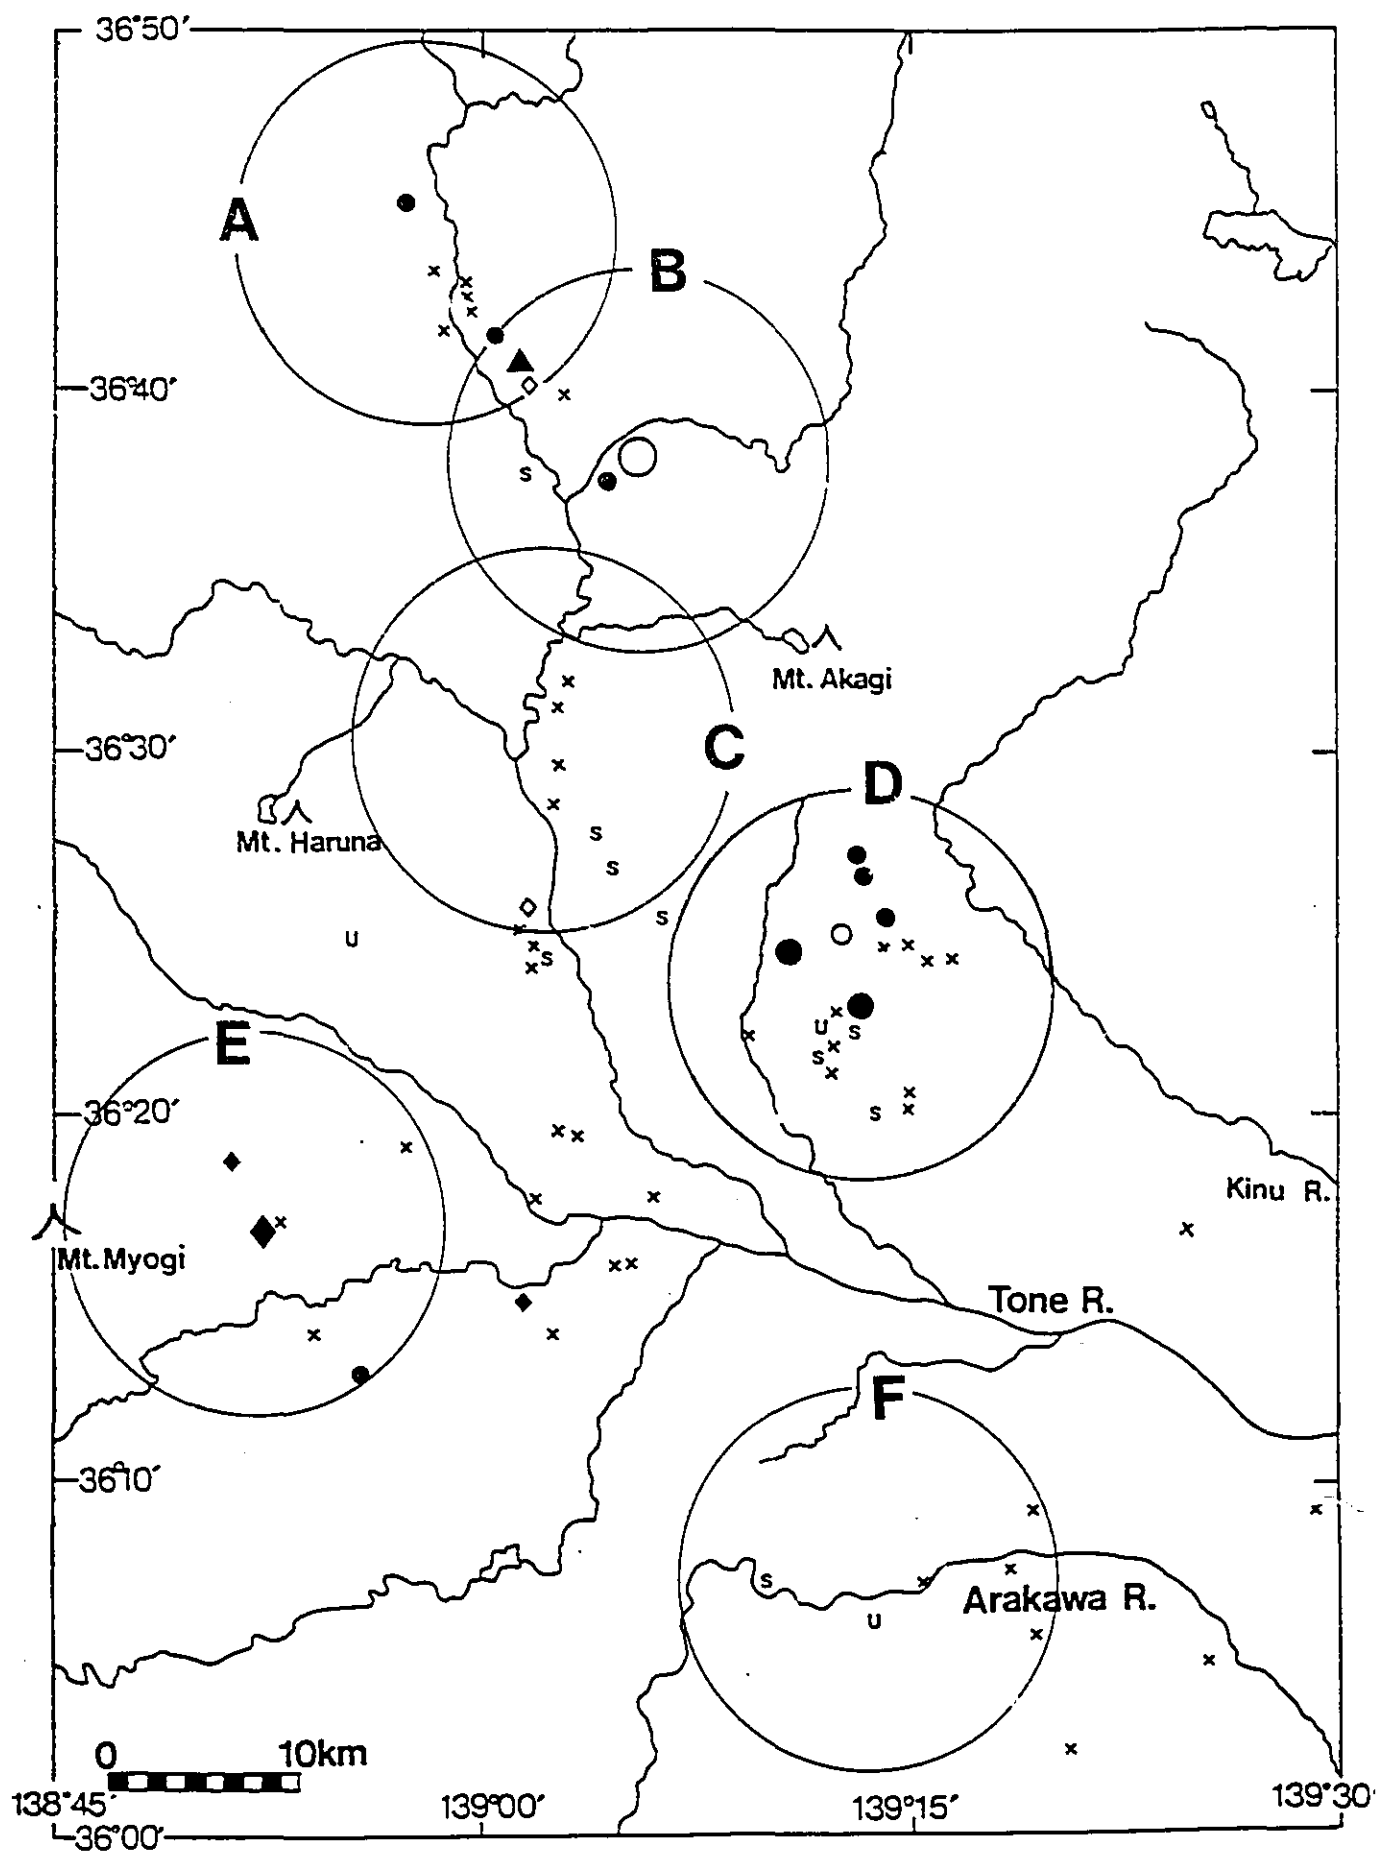 36°50′
A
B
x
x
x
x
x
x
36°40′
x
s
Mt. Akagi
x
x
36°30′
C
x
D
x
Mt. Haruna
s
s
s
u
x
x
s
x
x x
x x
x
u s
x
x
s
x
E
x
36°20′
s
x
x x
x
x
x
x
Kinu R.
x
x
Mt. Myogi
x x
Tone R.
x
x
F
36°10′
x
x
s
x
x
Arakawa R.
u
x
x
x
0 10km
138°45′ 139°00′ 139°15′ 139°30′
36°00′